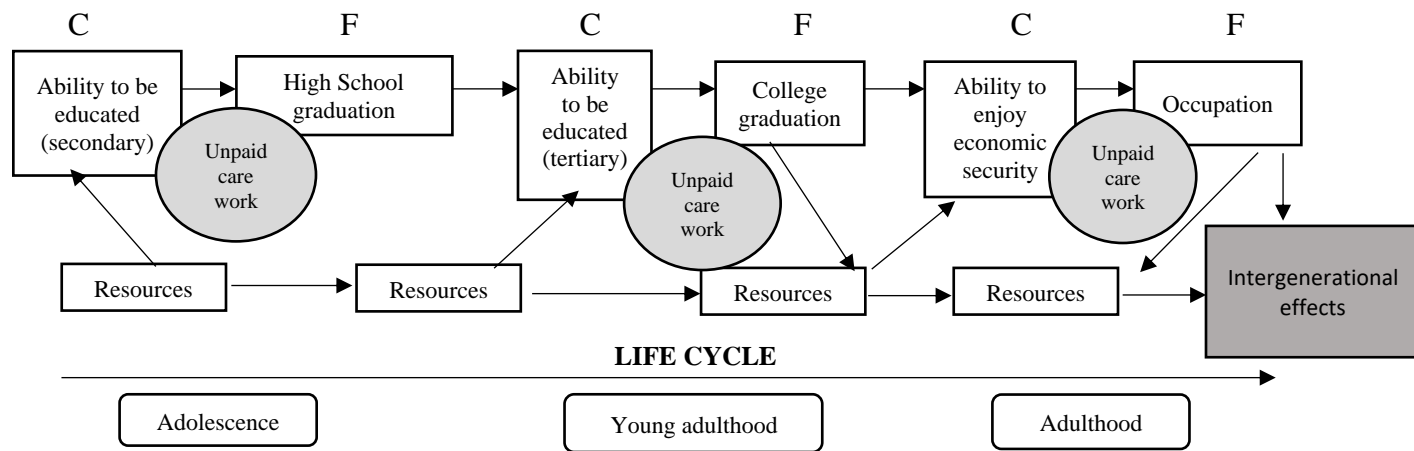 C
F
C
F
C
F
Ability to be
educated
(secondary)
High School
graduation
Ability
to be
educated
(tertiary)
College
graduation
Ability to
enjoy
economic
security
Occupation
Unpaid
care
work
Unpaid
care
work
Unpaid
care
work
Resources
Resources
Resources
Resources
Intergenerational
effects
LIFE CYCLE
Adolescence
Young adulthood
Adulthood